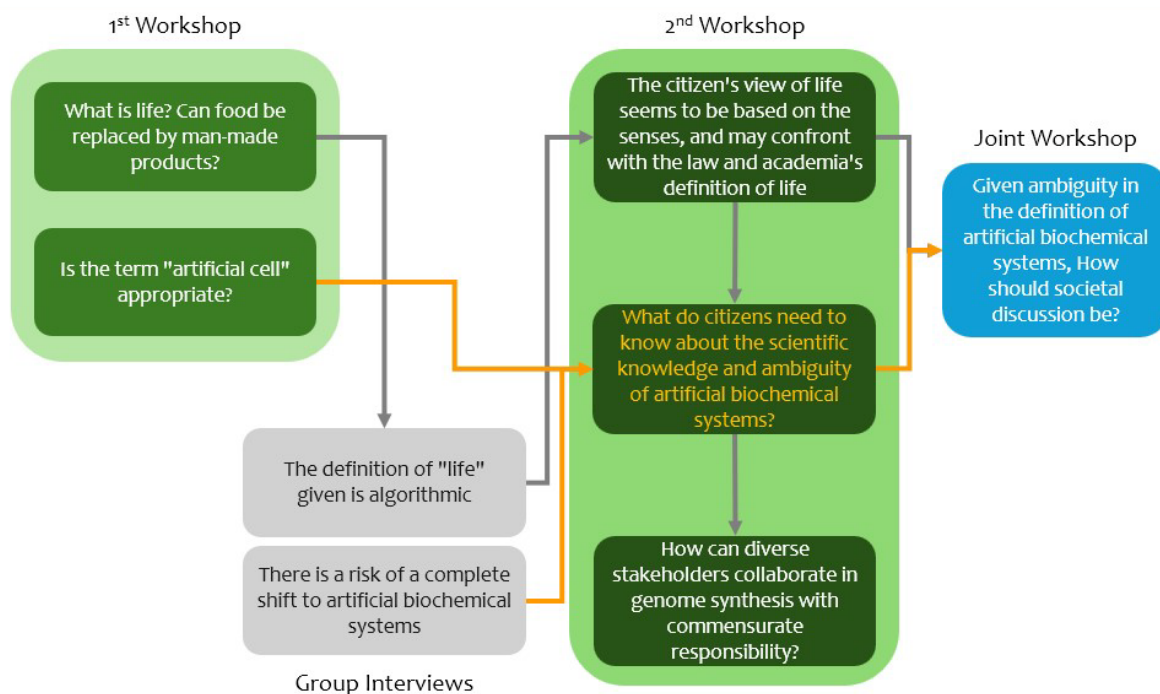 1st Workshop
What is life? Can food be
replaced by man-made
products?
Is the term "artificial cell"
appropriate?
The definition of "life"
given is algorithmic
There is a risk of a complete
shift to artificial biochemical
systems
Group Interviews
2nd Workshop
The citizen's view of life
seems to be based on the
senses, and may confront
with the law and academia's
definition of life
What do citizens need to
know about the scientific
knowledge and ambiguity
of artificial biochemical
systems?
How can diverse
stakeholders collaborate in
genome synthesis with
commensurate
responsibility?
Joint Workshop
Given ambiguity in
the definition of
artificial biochemical
systems, How
should societal
discussion be?